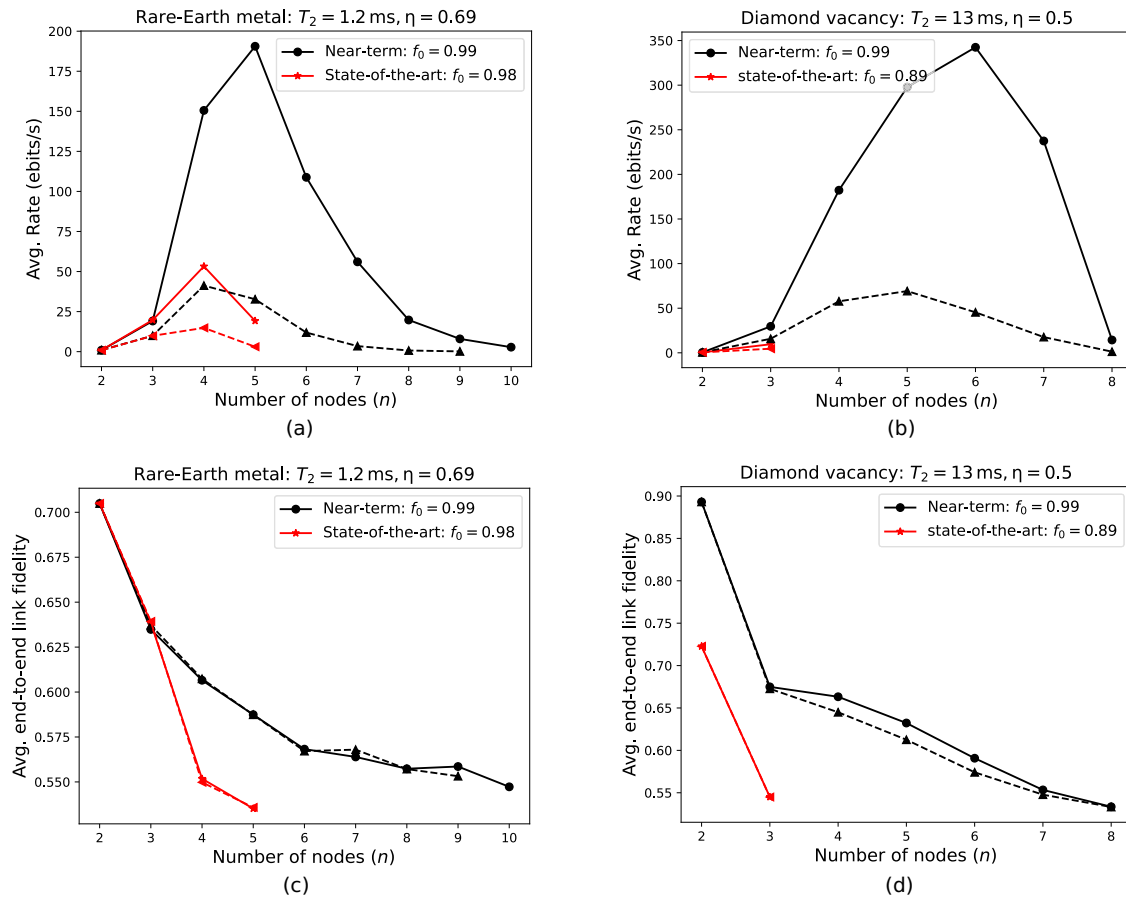 Rare-Earth metal: T₂ = 1.2 ms, η = 0.69
200
175
150
125
100
75
50
25
0
Avg. Rate (ebits/s)
Near-term: f₀ = 0.99
State-of-the-art: f₀ = 0.98
2 3 4 5 6 7 8 9 10
Number of nodes (n)
(a)
Diamond vacancy: T₂ = 13 ms, η = 0.5
350
300
250
200
150
100
50
0
Avg. Rate (ebits/s)
Near-term: f₀ = 0.99
state-of-the-art: f₀ = 0.89
2 3 4 5 6 7 8
Number of nodes (n)
(b)
Rare-Earth metal: T₂ = 1.2 ms, η = 0.69
0.700
0.675
0.650
0.625
0.600
0.575
0.550
Avg. end-to-end link fidelity
Near-term: f₀ = 0.99
State-of-the-art: f₀ = 0.98
2 3 4 5 6 7 8 9 10
Number of nodes (n)
(c)
Diamond vacancy: T₂ = 13 ms, η = 0.5
0.90
0.85
0.80
0.75
0.70
0.65
0.60
0.55
Avg. end-to-end link fidelity
Near-term: f₀ = 0.99
state-of-the-art: f₀ = 0.89
2 3 4 5 6 7 8
Number of nodes (n)
(d)